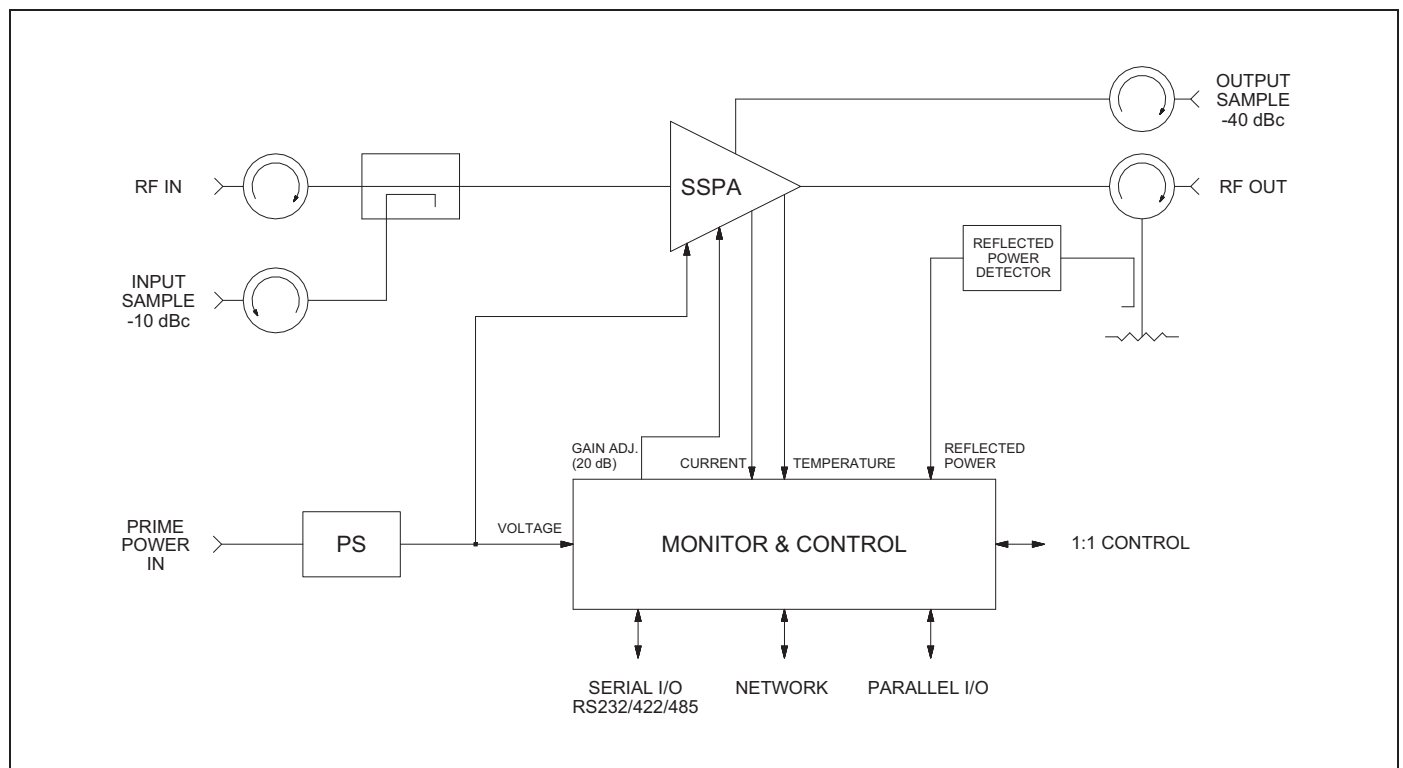 OUTPUT
SAMPLE
-40 dBc
RF IN
SSPA
RF OUT
REFLECTED
POWER
DETECTOR
INPUT
SAMPLE
-10 dBc
GAIN ADJ.
(20 dB)
CURRENT
TEMPERATURE
REFLECTED
POWER
PRIME
POWER
IN
PS
VOLTAGE
MONITOR & CONTROL
1:1 CONTROL
SERIAL I/O
RS232/422/485
NETWORK
PARALLEL I/O